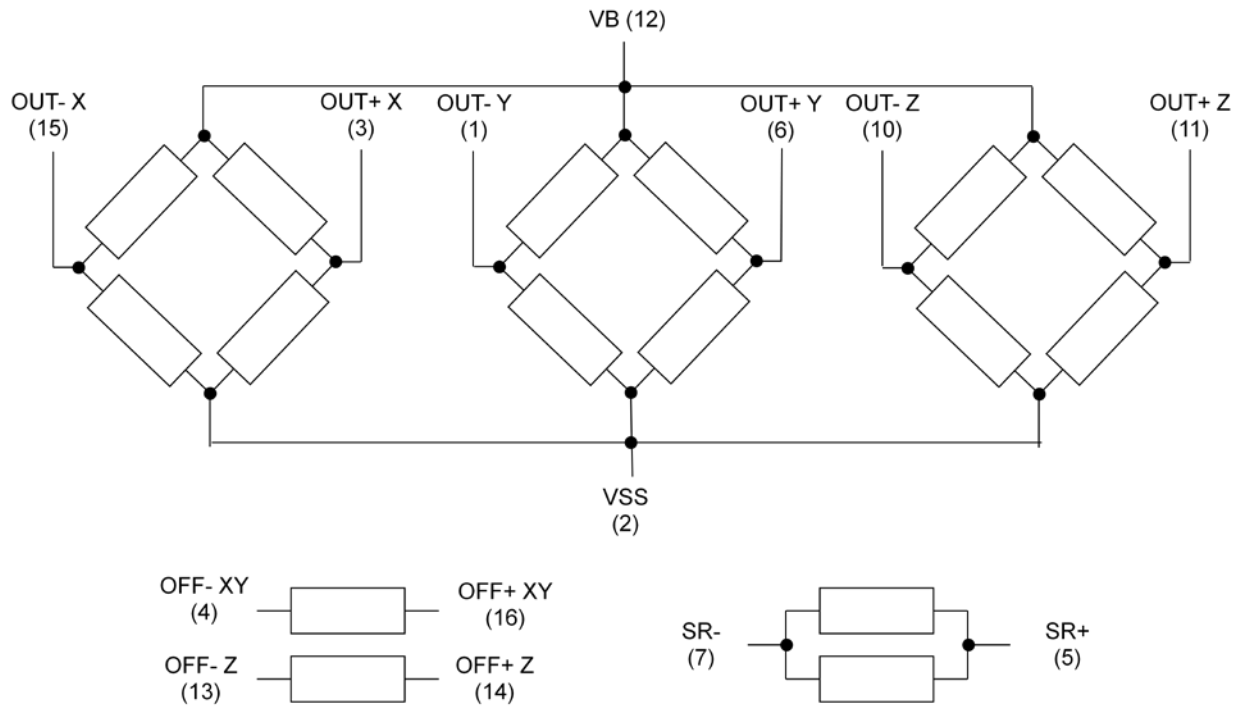 VB (12)
OUT- X
(15)
OUT+ X
(3)
OUT- Y
(1)
OUT+ Y
(6)
OUT- Z
(10)
OUT+ Z
(11)
VSS
(2)
OFF- XY
(4)
OFF+ XY
(16)
OFF- Z
(13)
OFF+ Z
(14)
SR-
(7)
SR+
(5)